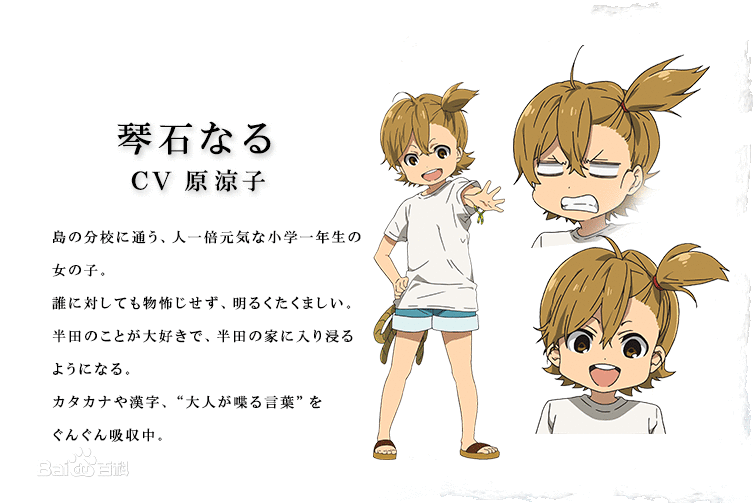 琴石なる
CV 原涼子
島の分校に通う、人一倍元気な小学一年生の
女の子。
誰に対しても物怖じせず、明るくたくましい。
半田のことが大好きで、半田の家に入り浸る
ようになる。
カタカナや漢字、“大人が喋る言葉”を
ぐんぐん吸収中。
Bai du 百科